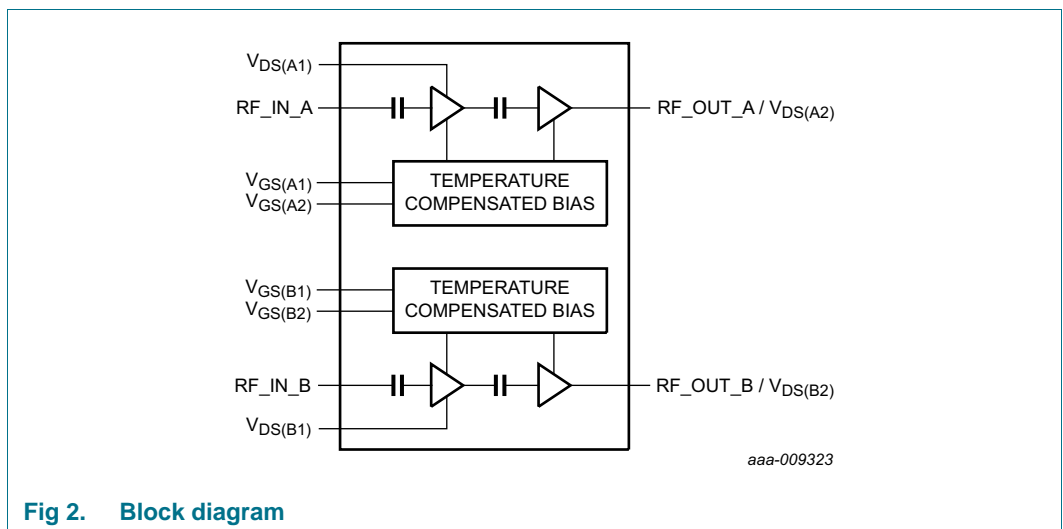 VDS(A1)
RF_IN_A
RF_OUT_A / VDS(A2)
VGS(A1)
VGS(A2)
TEMPERATURE
COMPENSATED BIAS
VGS(B1)
VGS(B2)
TEMPERATURE
COMPENSATED BIAS
RF_IN_B
RF_OUT_B / VDS(B2)
VDS(B1)
aaa-009323
Fig 2. Block diagram